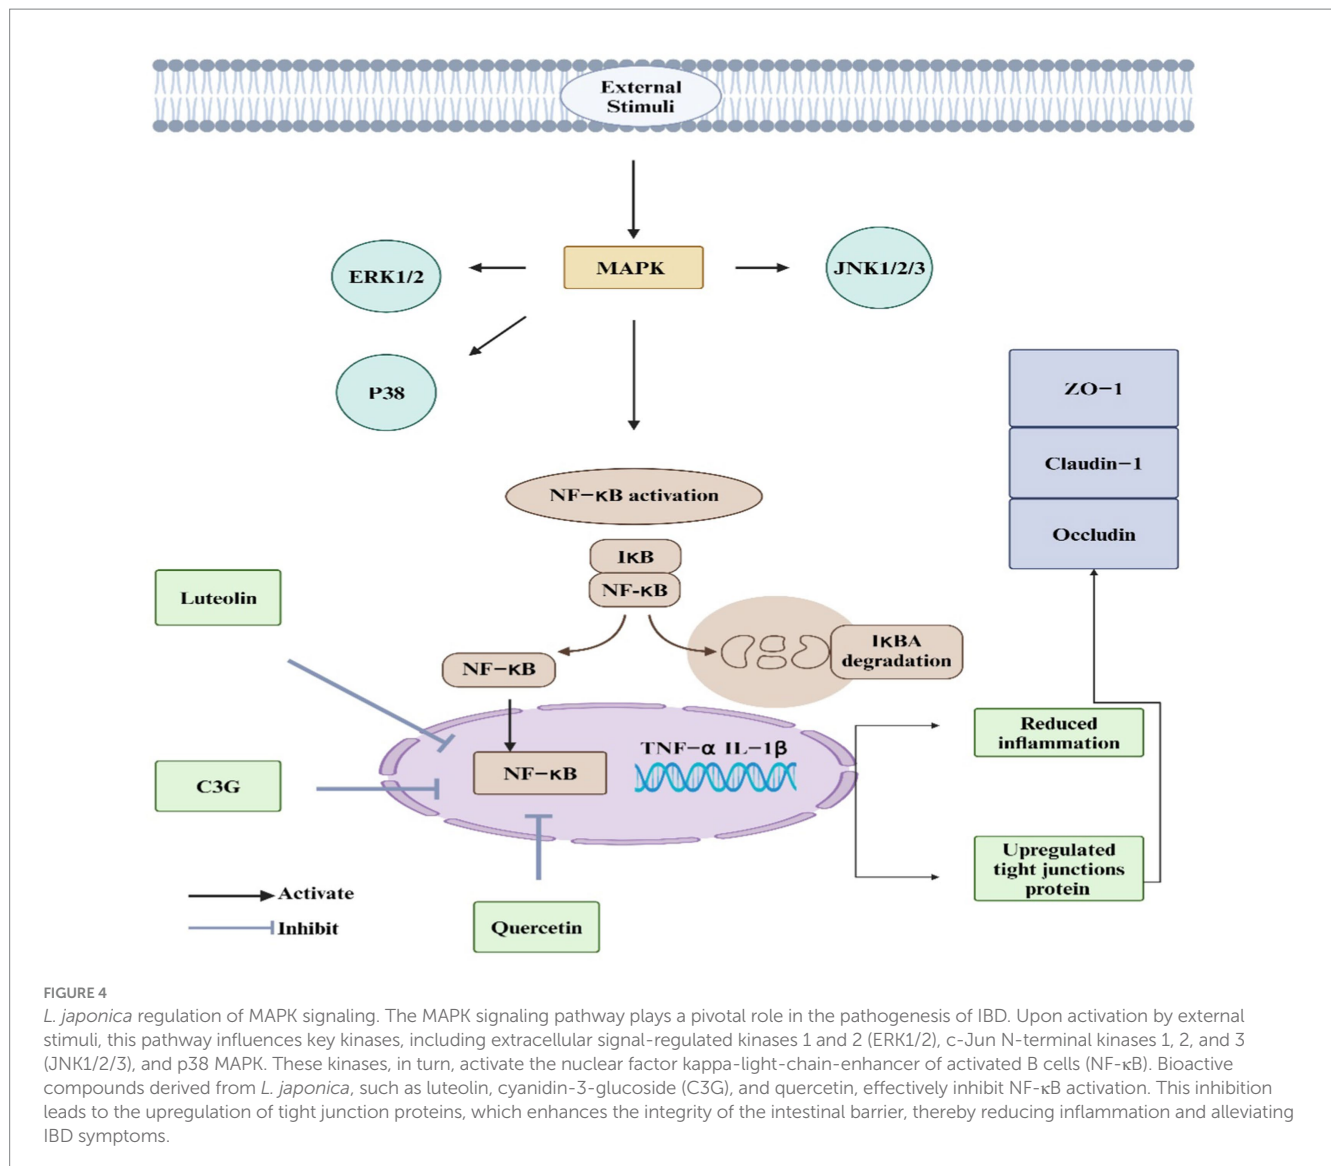 External
Stimuli
ERK1/2
MAPK
JNK1/2/3
P38
ZO−1
Claudin−1
Occludin
NF−κB activation
IκB
NF-κB
Luteolin
NF−κB
IκBA
degradation
C3G
NF−κB
TNF−α IL−1β
Reduced
inflammation
Upregulated
tight junctions
protein
Activate
Inhibit
Quercetin
FIGURE 4
L. japonica regulation of MAPK signaling. The MAPK signaling pathway plays a pivotal role in the pathogenesis of IBD. Upon activation by external
stimuli, this pathway influences key kinases, including extracellular signal-regulated kinases 1 and 2 (ERK1/2), c-Jun N-terminal kinases 1, 2, and 3
(JNK1/2/3), and p38 MAPK. These kinases, in turn, activate the nuclear factor kappa-light-chain-enhancer of activated B cells (NF-κB). Bioactive
compounds derived from L. japonica, such as luteolin, cyanidin-3-glucoside (C3G), and quercetin, effectively inhibit NF-κB activation. This inhibition
leads to the upregulation of tight junction proteins, which enhances the integrity of the intestinal barrier, thereby reducing inflammation and alleviating
IBD symptoms.